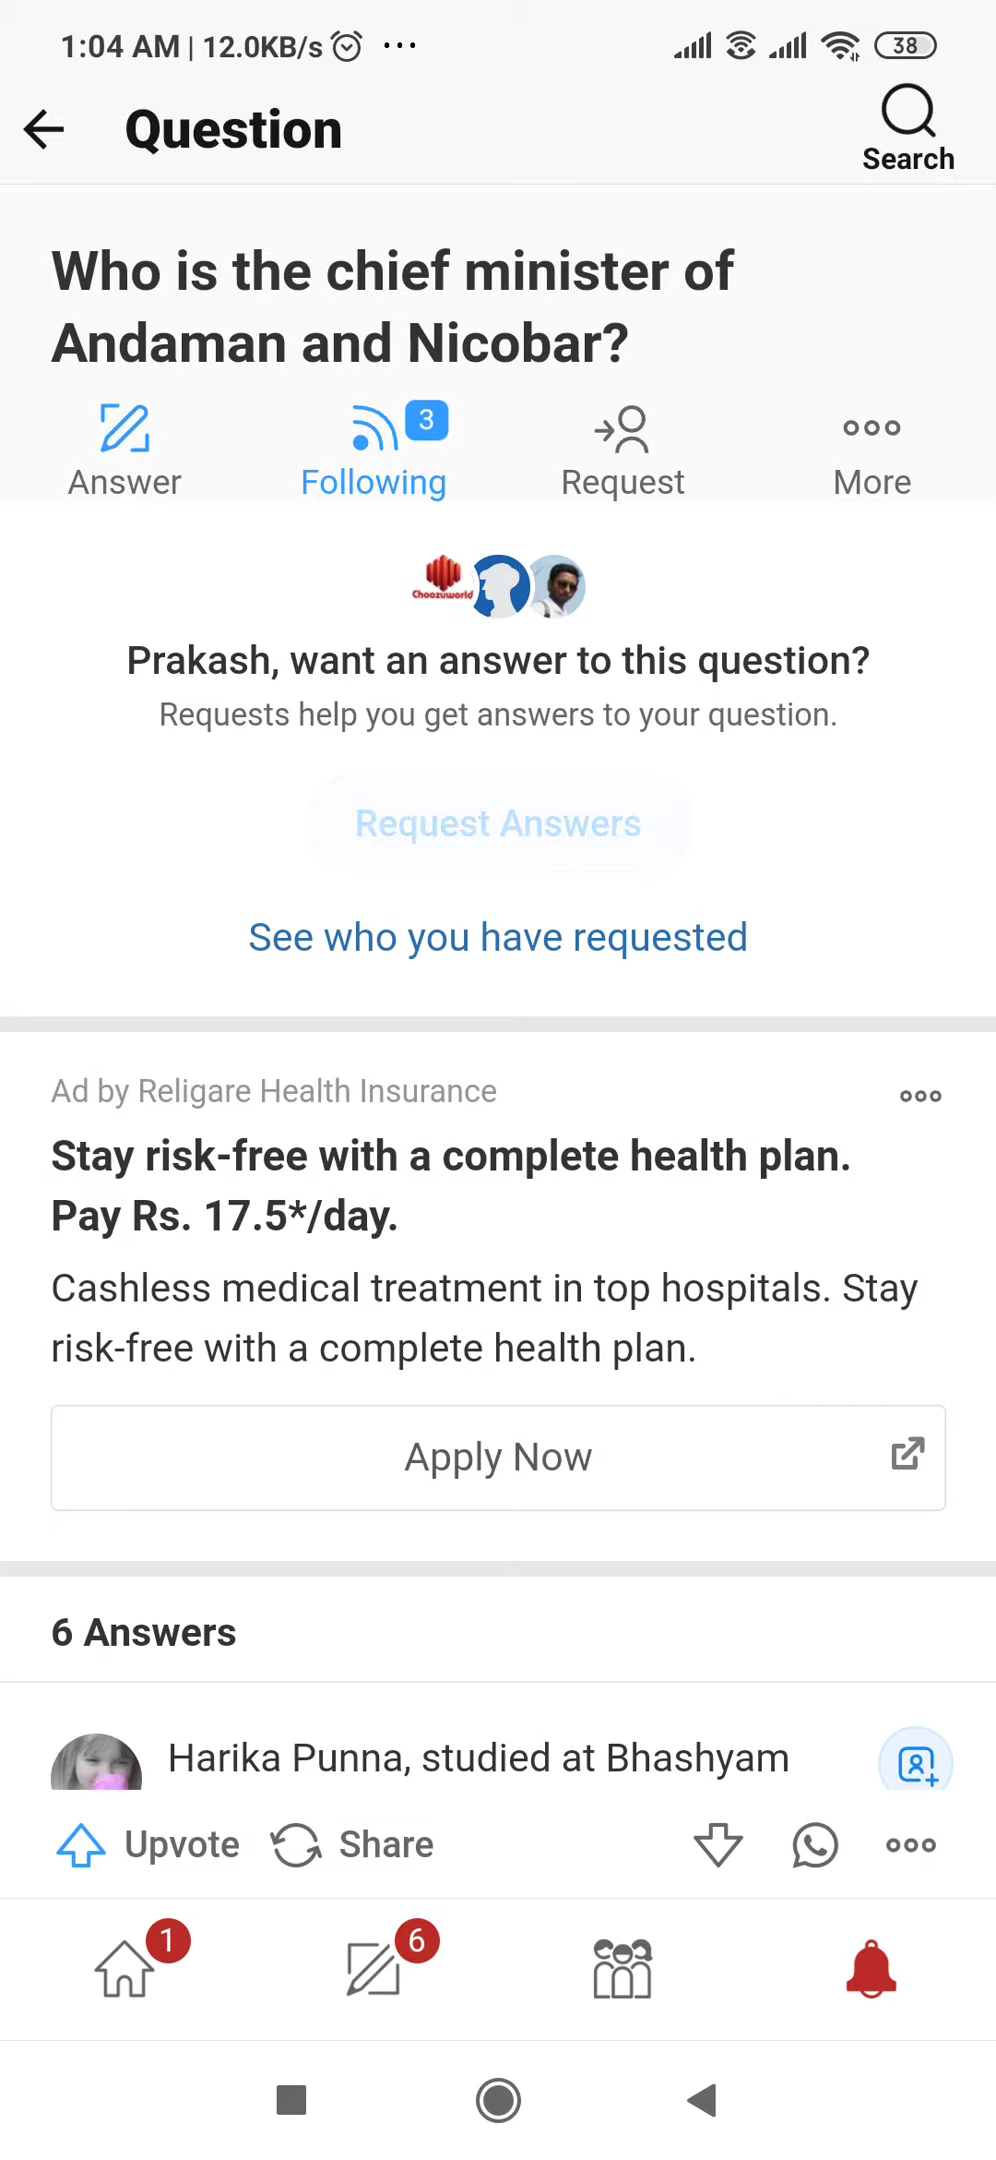 1:04 AM | 12.0KB/s
38
Question
Search
Who is the chief minister of
Andaman and Nicobar?
3
Answer
Following
Request
More
Choozuworld
Prakash, want an answer to this question?
Requests help you get answers to your question.
Request Answers
See who you have requested
Ad by Religare Health Insurance
Stay risk-free with a complete health plan.
Pay Rs. 17.5*/day.
Cashless medical treatment in top hospitals. Stay
risk-free with a complete health plan.
Apply Now
6 Answers
Harika Punna, studied at Bhashyam
Upvote
Share
1
6